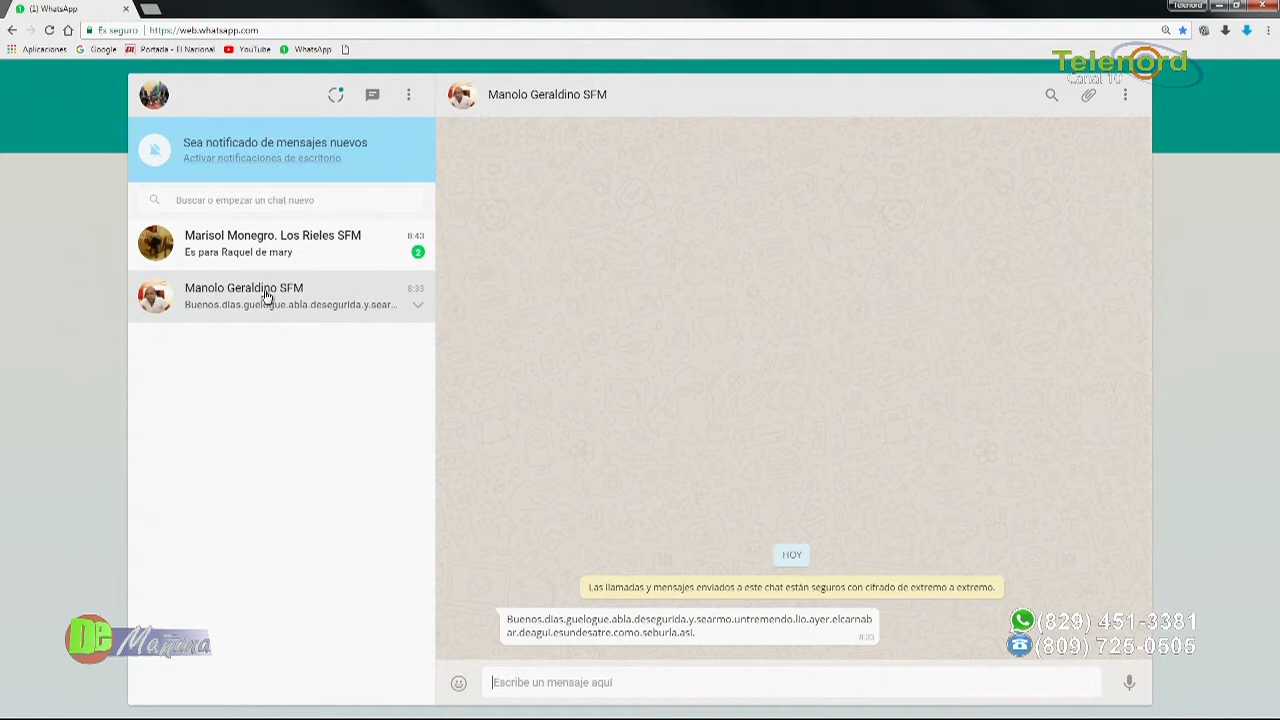 (1) WhatsApp
Telenord
Es seguro
https://web.whatsapp.com
Aplicaciones
Google
Portada - El Nacional
YouTube
WhatsApp
Telenord
Canal 10
Manolo Geraldino SFM
Sea notificado de mensajes nuevos
Activar notificaciones de escritorio
Buscar o empezar un chat nuevo
Marisol Monegro. Los Rieles SFM
8:43
Es para Raquel de mary
2
Manolo Geraldino SFM
8:33
Buenos.dias.guelogue.abla.desegurida.y.sear...
HOY
Las llamadas y mensajes enviados a este chat están seguros con cifrado de extremo a extremo.
Buenos.dias.guelogue.abla.desegurida.y.searmo.untremendo.lio.ayer.elcarnab
ar.deagui.esundesatre.como.seburla.asi.
8:33
Escribe un mensaje aquí
De Mañana
(829) 451-3381
(809) 725-0505